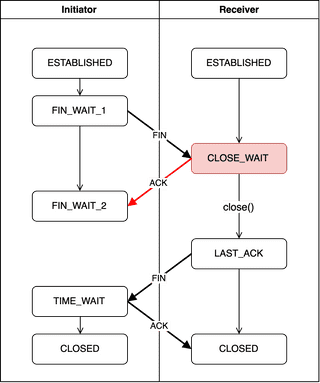 Initiator
Receiver
ESTABLISHED
ESTABLISHED
FIN_WAIT_1
FIN
CLOSE_WAIT
ACK
FIN_WAIT_2
close()
LAST_ACK
FIN
TIME_WAIT
ACK
CLOSED
CLOSED